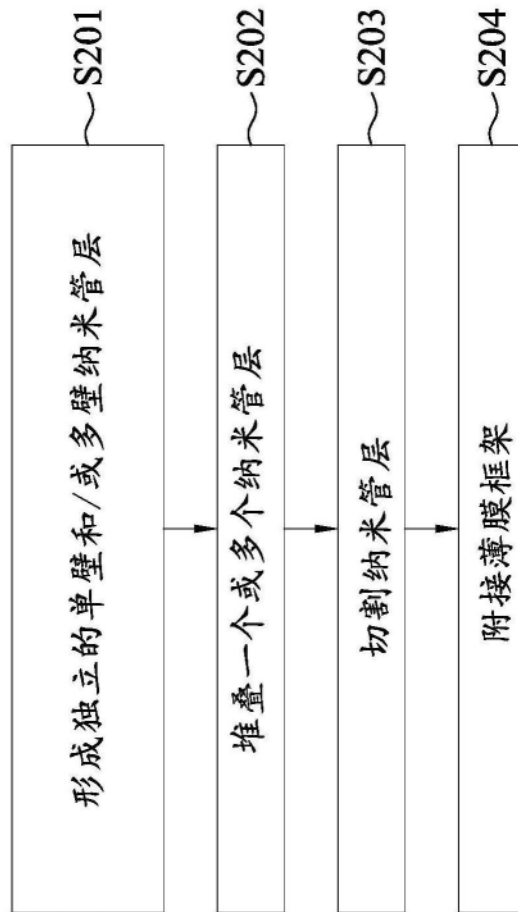 S201
形成独立的单壁和/或多壁纳米管层
S202
堆叠一个或多个纳米管层
S203
切割纳米管层
S204
附接薄膜框架